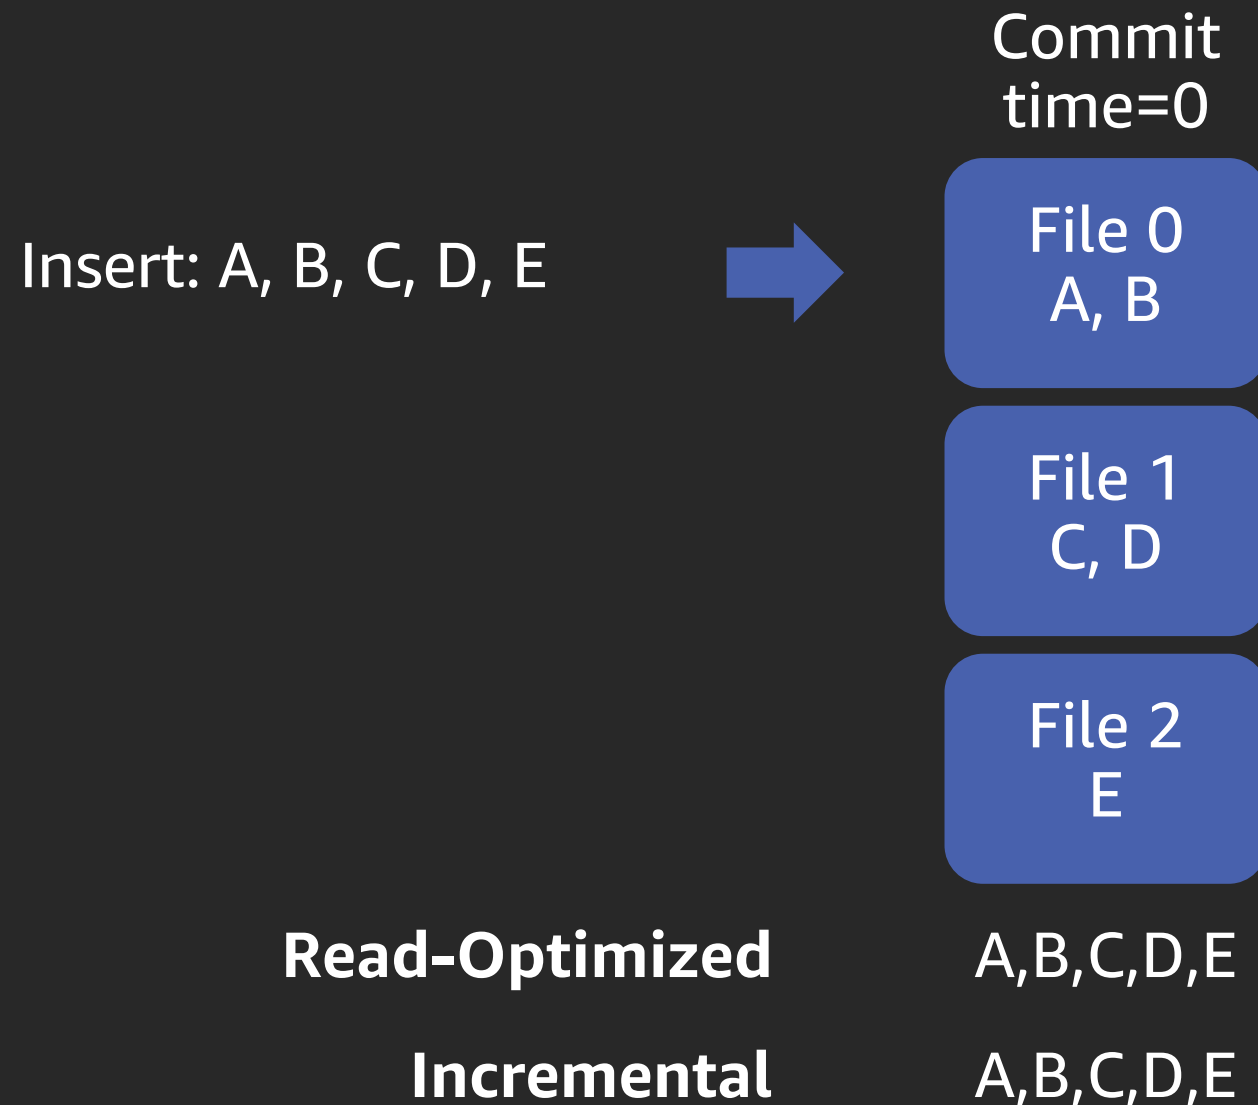 Commit
time=0
Insert: A, B, C, D, E
File 0
A, B
File 1
C, D
File 2
E
Read-Optimized A,B,C,D,E
Incremental A,B,C,D,E